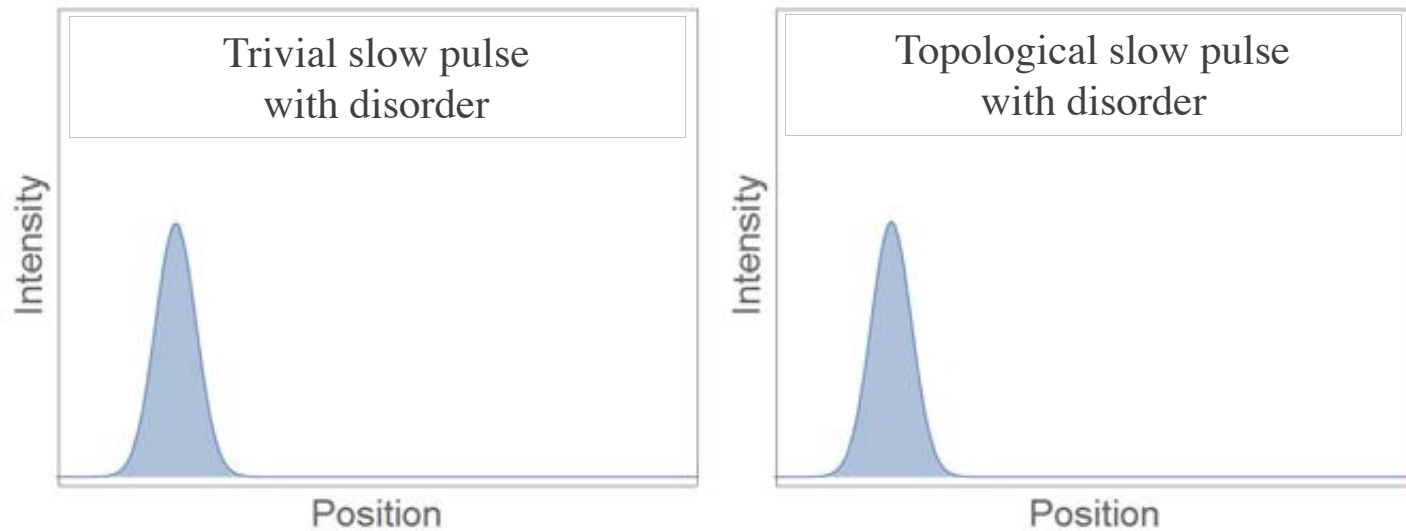 Trivial slow pulse
with disorder
Intensity
Position
Topological slow pulse
with disorder
Intensity
Position